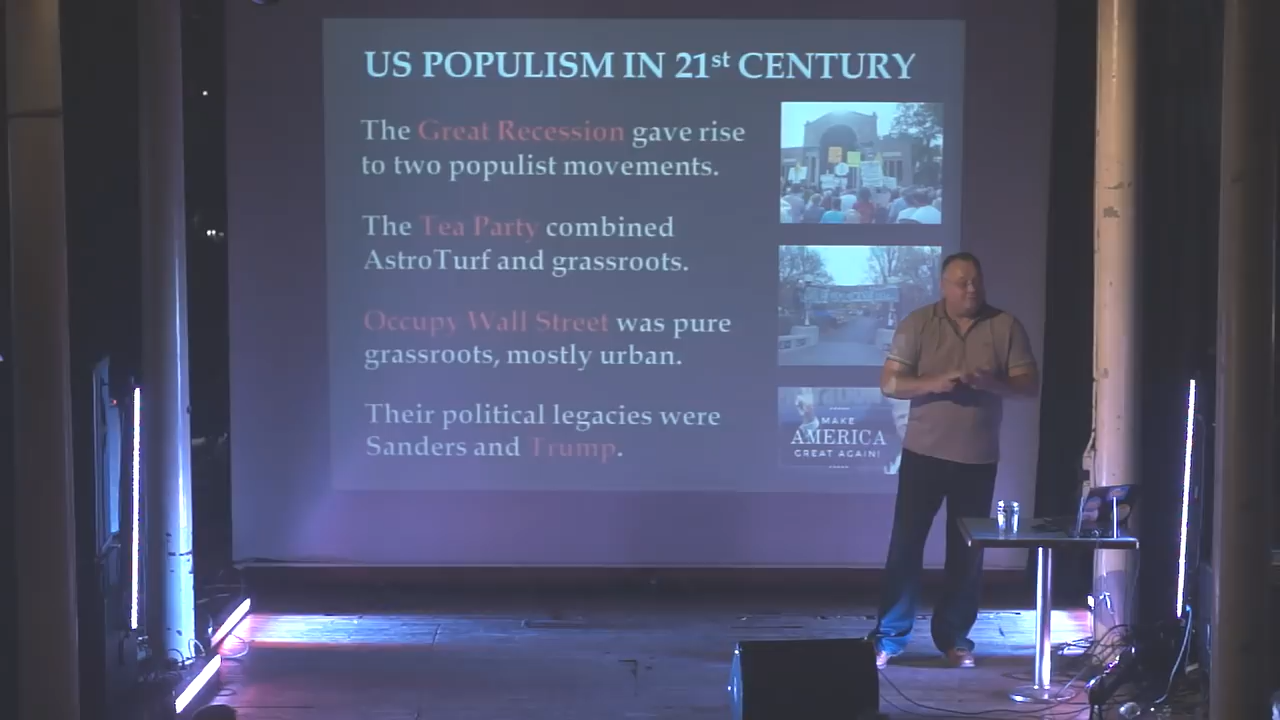 US POPULISM IN 21st CENTURY
The Great Recession gave rise
to two populist movements.
The Tea Party combined
AstroTurf and grassroots.
Occupy Wall Street was pure
grassroots, mostly urban.
Their political legacies were
Sanders and Trump.
MAKE
AMERICA
GREAT AGAIN!